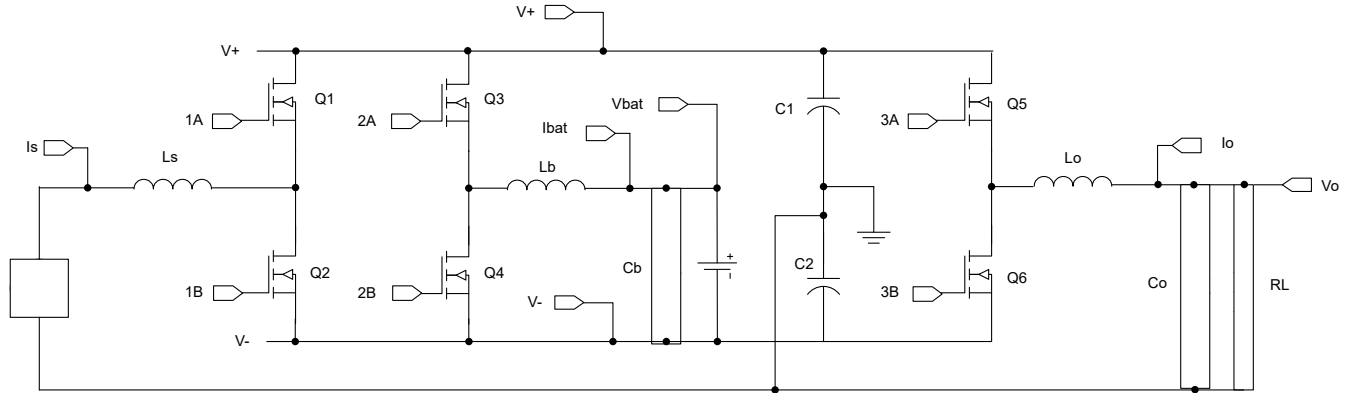 V+
V+
Q1
Q3
Q5
1A
2A
3A
Vbat
C1
Ibat
Is
Io
Ls
Lb
Lo
Vo
Q2
Q4
Q6
Cb
+
-
C2
Co
RL
1B
2B
3B
V-
V-